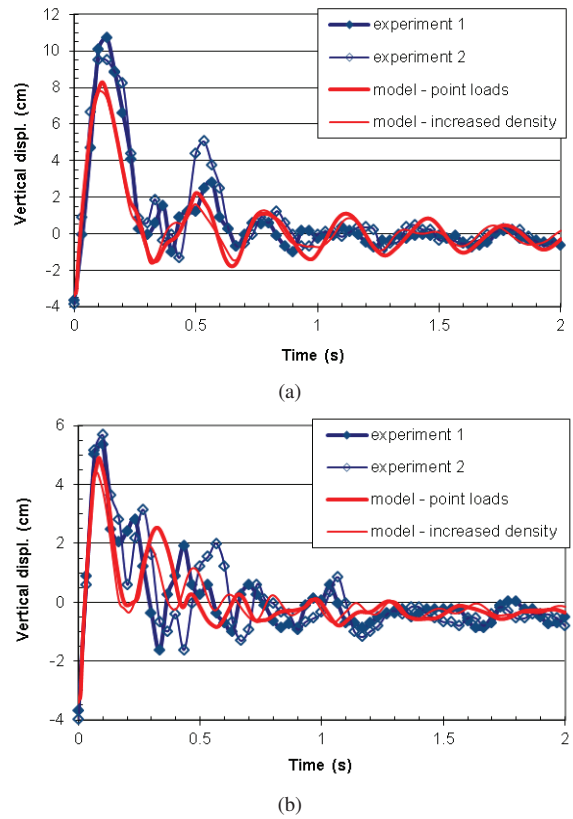 (a)
12
10
8
6
4
2
0
-2
-4
Vertical displ. (cm)
experiment 1
experiment 2
model - point loads
model - increased density
0
0.5
1
1.5
2
Time (s)
(a)
6
4
2
0
-2
-4
Vertical displ. (cm)
experiment 1
experiment 2
model - point loads
model - increased density
0
0.5
1
1.5
2
Time (s)
(b)